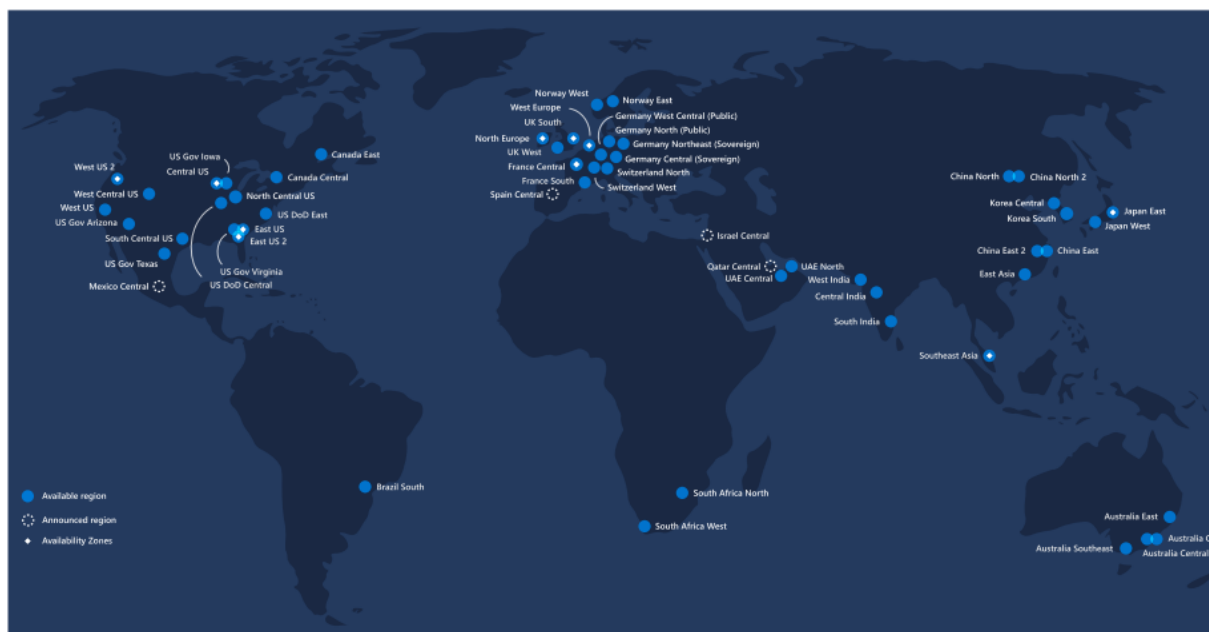 Norway West
Norway East
West Europe
Germany West Central (Public)
UK South
Germany North (Public)
North Europe
Germany Northeast (Sovereign)
UK West
Germany Central (Sovereign)
France Central
Switzerland North
France South
Switzerland West
Spain Central
US Gov Iowa
Canada East
Central US
West US 2
Canada Central
West Central US
North Central US
West US
US DoD East
US Gov Arizona
East US
South Central US
East US 2
US Gov Texas
US Gov Virginia
US DoD Central
Mexico Central
China North
China North 2
Korea Central
Korea South
Japan East
Japan West
Israel Central
China East 2
China East
Qatar Central
UAE North
UAE Central
West India
East Asia
Central India
South India
Southeast Asia
Brazil South
South Africa North
South Africa West
Available region
Announced region
Availability Zones
Australia East
Australia C
Australia Southeast
Australia Central